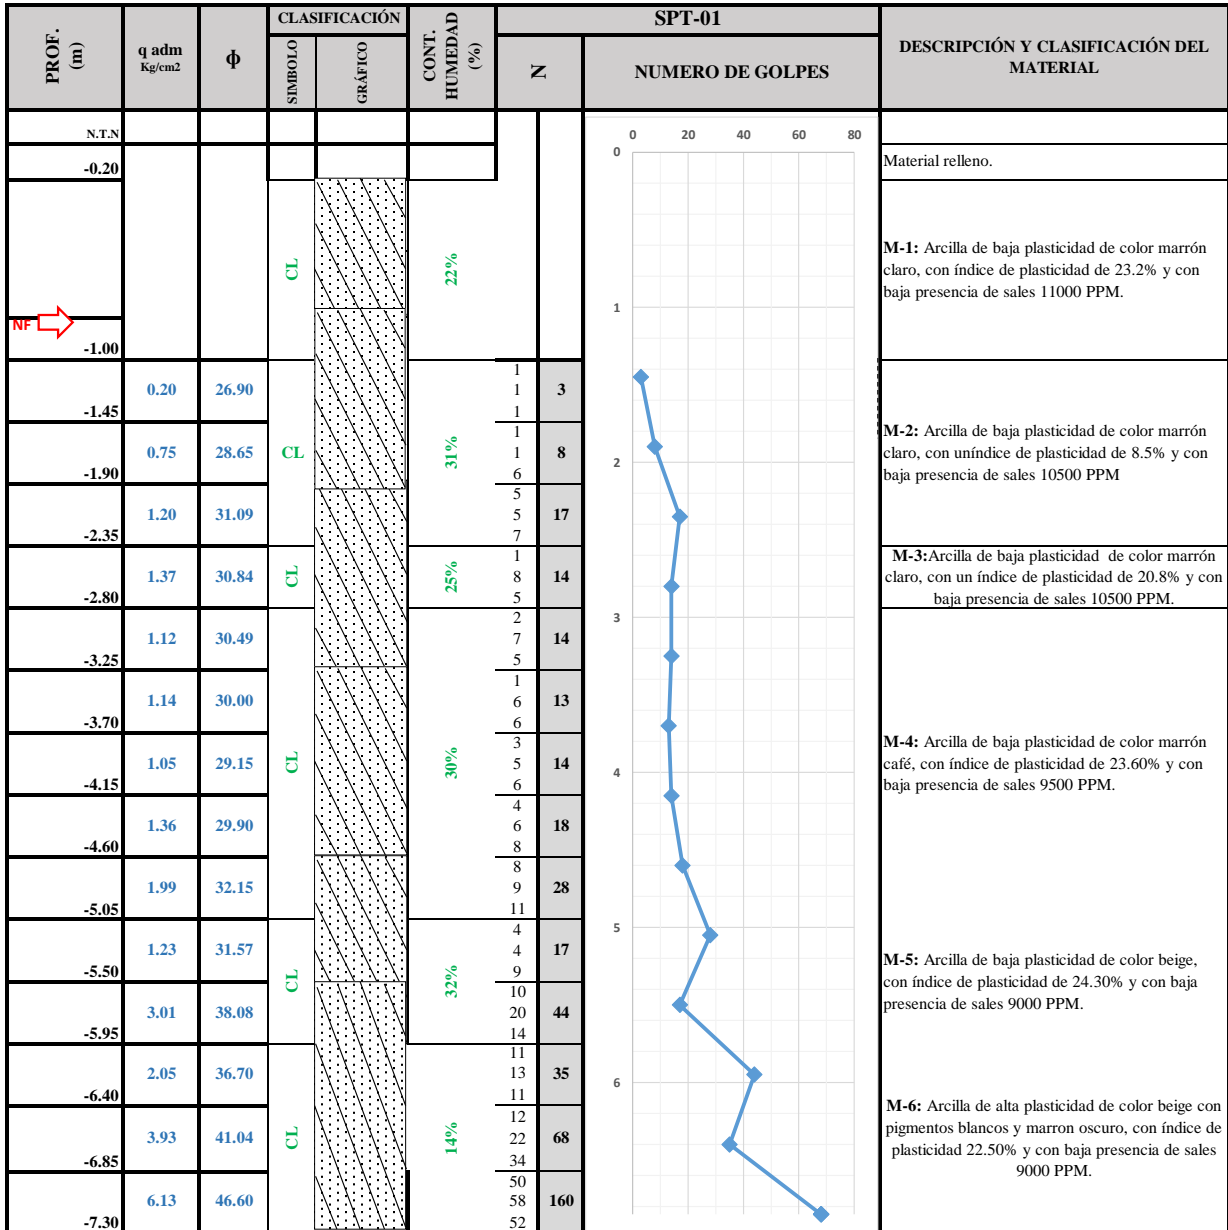 PROF. (m)
q adm
Kg/cm2
ф
CLASIFICACIÓN
SIMBOLO
GRÁFICO
CONT. HUMEDAD (%)
SPT-01
N
NUMERO DE GOLPES
DESCRIPCIÓN Y CLASIFICACIÓN DEL
MATERIAL
N.T.N
0 20 40 60 80
0
-0.20
Material relleno.
CL
22%
M-1: Arcilla de baja plasticidad de color marrón
claro, con índice de plasticidad de 23.2% y con
baja presencia de sales 11000 PPM.
1
NF
-1.00
0.20 26.90
1
1
1
3
-1.45
0.75 28.65
CL
31%
1
1
6
8
M-2: Arcilla de baja plasticidad de color marrón
claro, con uníndice de plasticidad de 8.5% y con
baja presencia de sales 10500 PPM
2
-1.90
1.20 31.09
5
5
7
17
-2.35
1.37 30.84
CL
25%
1
8
5
14
M-3:Arcilla de baja plasticidad de color marrón
claro, con un índice de plasticidad de 20.8% y con
baja presencia de sales 10500 PPM.
-2.80
3
1.12 30.49
2
7
5
14
-3.25
1.14 30.00
1
6
6
13
-3.70
1.05 29.15
CL
30%
3
5
6
14
M-4: Arcilla de baja plasticidad de color marrón
café, con índice de plasticidad de 23.60% y con
baja presencia de sales 9500 PPM.
4
-4.15
1.36 29.90
4
6
8
18
-4.60
1.99 32.15
8
9
11
28
-5.05
5
1.23 31.57
4
4
9
17
-5.50
CL
32%
M-5: Arcilla de baja plasticidad de color beige,
con índice de plasticidad de 24.30% y con baja
presencia de sales 9000 PPM.
3.01 38.08
10
20
14
44
-5.95
2.05 36.70
11
13
11
35
6
-6.40
3.93 41.04
CL
14%
12
22
34
68
M-6: Arcilla de alta plasticidad de color beige con
pigmentos blancos y marron oscuro, con índice de
plasticidad 22.50% y con baja presencia de sales
9000 PPM.
-6.85
6.13 46.60
50
58
52
160
-7.30